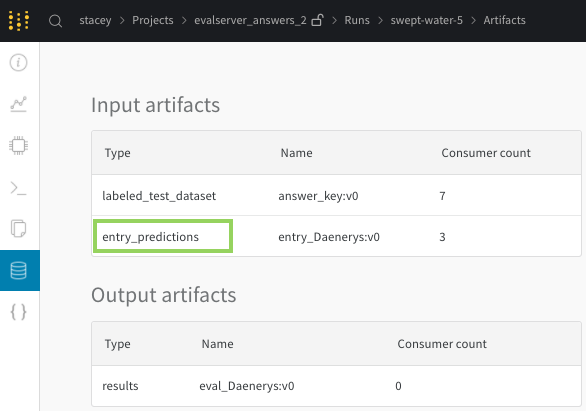 stacey > Projects > evalserver_answers_2 > Runs > swept-water-5 > Artifacts
Input artifacts
Type Name Consumer count
labeled_test_dataset answer_key:v0 7
entry_predictions entry_Daenerys:v0 3
Output artifacts
Type Name Consumer count
results eval_Daenerys:v0 0